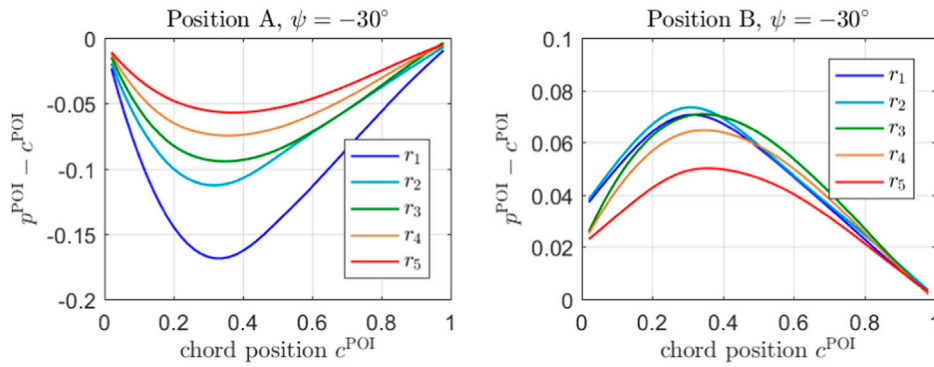 Position A, ψ = −30°
0
-0.05
-0.1
-0.15
-0.2
p^POI − c^POI
r₁
r₂
r₃
r₄
r₅
0 0.2 0.4 0.6 0.8 1
chord position c^POI
Position B, ψ = −30°
0.1
0.08
0.06
0.04
0.02
0
p^POI − c^POI
r₁
r₂
r₃
r₄
r₅
0 0.2 0.4 0.6 0.8 1
chord position c^POI